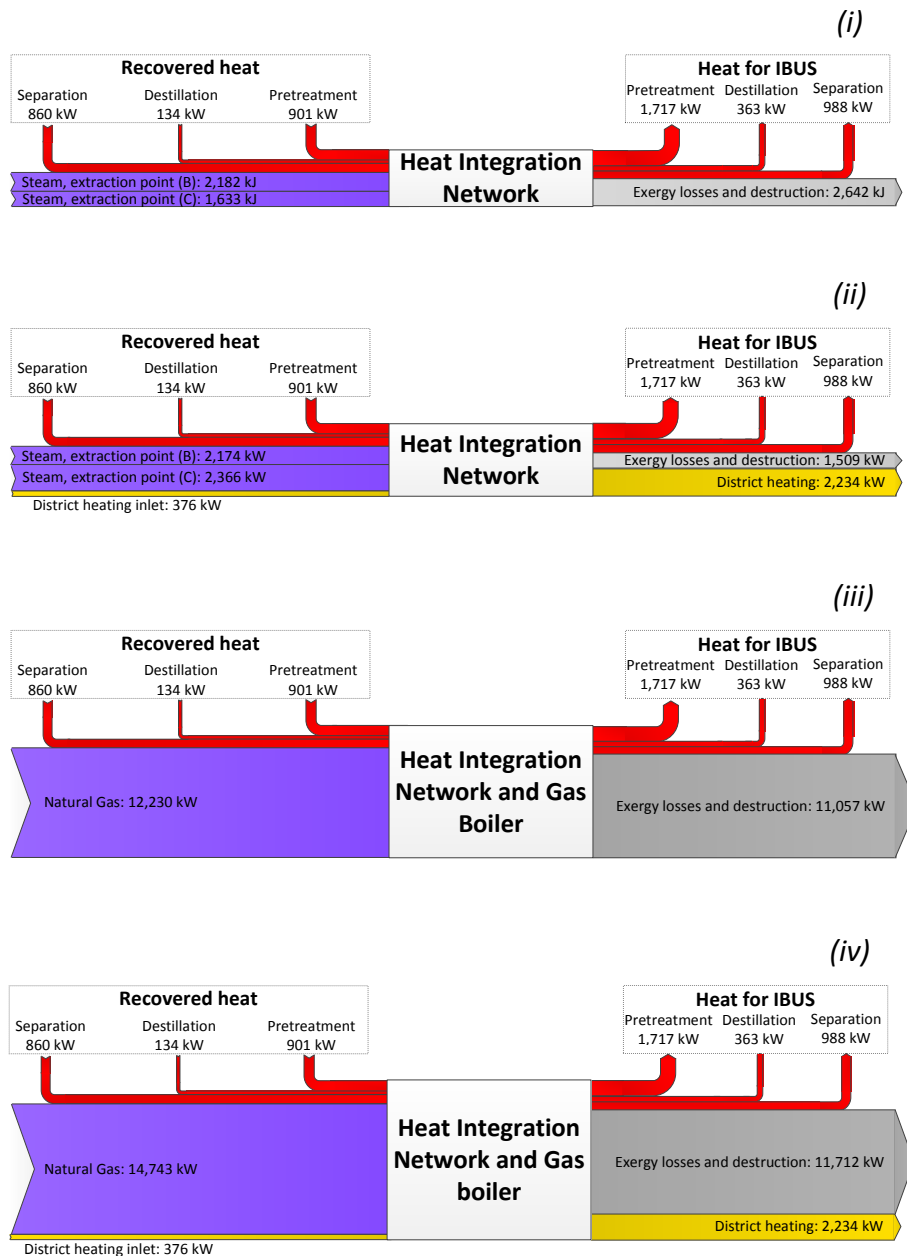 (i)
Recovered heat
Separation
860 kW
Destillation
134 kW
Pretreatment
901 kW
Heat for IBUS
Pretreatment
1,717 kW
Destillation
363 kW
Separation
988 kW
Steam, extraction point (B): 2,182 kJ
Steam, extraction point (C): 1,633 kJ
Heat Integration
Network
Exergy losses and destruction: 2,642 kJ
(ii)
Recovered heat
Separation
860 kW
Destillation
134 kW
Pretreatment
901 kW
Heat for IBUS
Pretreatment
1,717 kW
Destillation
363 kW
Separation
988 kW
Steam, extraction point (B): 2,174 kW
Steam, extraction point (C): 2,366 kW
District heating inlet: 376 kW
Heat Integration
Network
Exergy losses and destruction: 1,509 kW
District heating: 2,234 kW
(iii)
Recovered heat
Separation
860 kW
Destillation
134 kW
Pretreatment
901 kW
Heat for IBUS
Pretreatment
1,717 kW
Destillation
363 kW
Separation
988 kW
Natural Gas: 12,230 kW
Heat Integration
Network and Gas
Boiler
Exergy losses and destruction: 11,057 kW
(iv)
Recovered heat
Separation
860 kW
Destillation
134 kW
Pretreatment
901 kW
Heat for IBUS
Pretreatment
1,717 kW
Destillation
363 kW
Separation
988 kW
Natural Gas: 14,743 kW
District heating inlet: 376 kW
Heat Integration
Network and Gas
boiler
Exergy losses and destruction: 11,712 kW
District heating: 2,234 kW